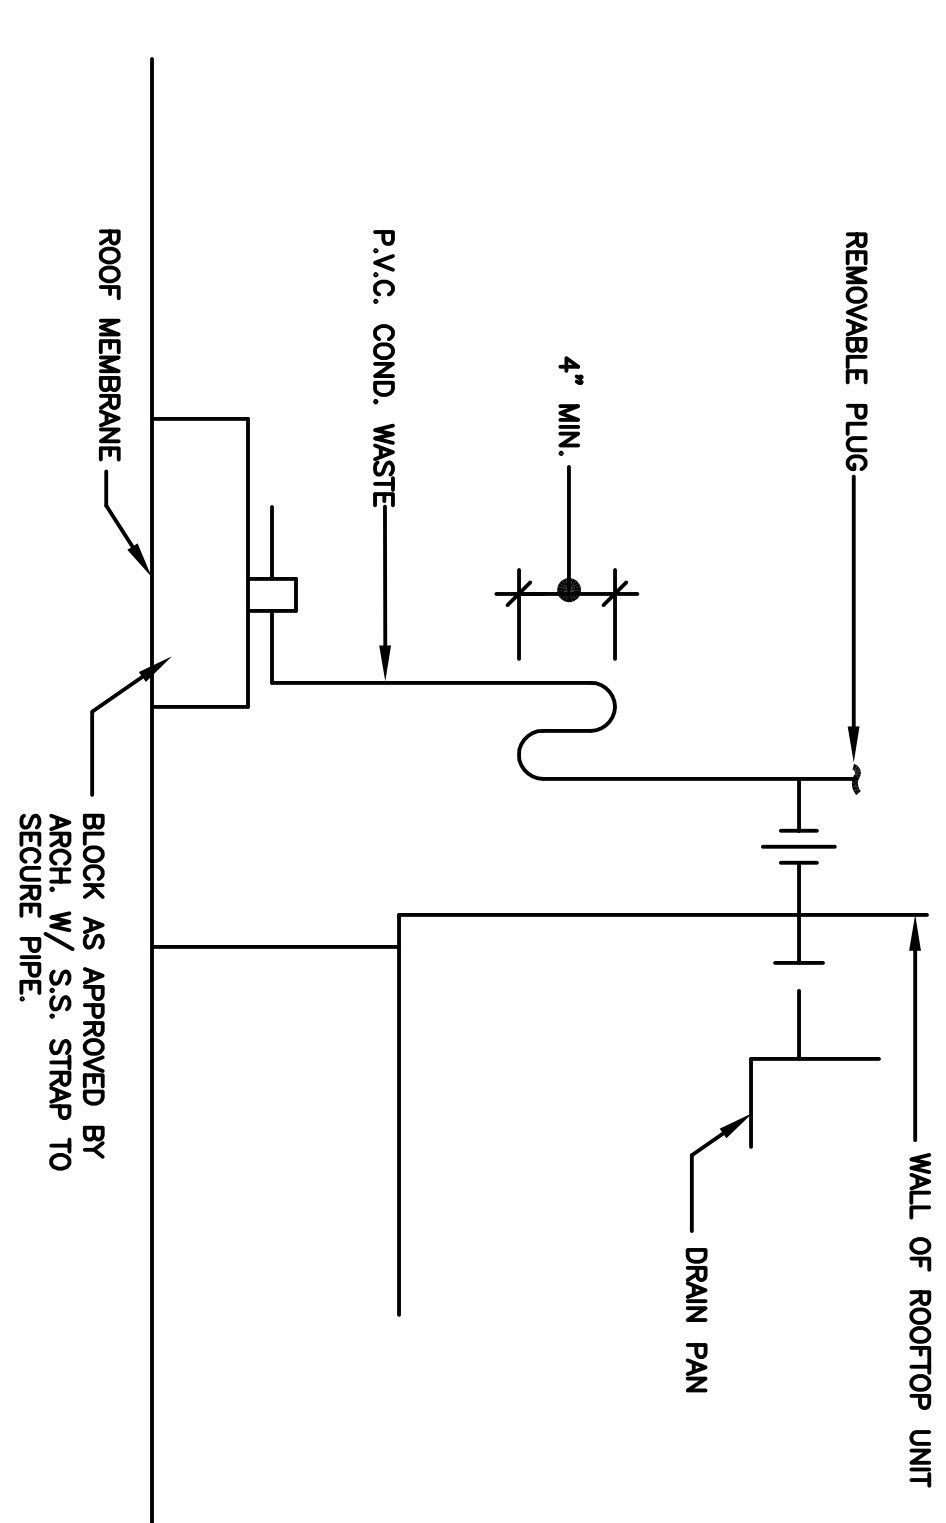 REMOVABLE PLUG
WALL OF ROOFTOP UNIT
4" MIN.
DRAIN PAN
P.V.C. COND. WASTE
ROOF MEMBRANE
BLOCK AS APPROVED BY
ARCH. W/ S.S. STRAP TO
SECURE PIPE.